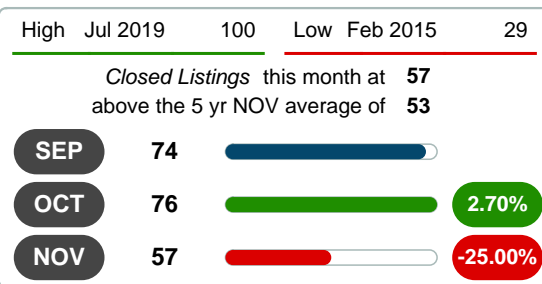 High Jul 2019 100 Low Feb 2015 29
Closed Listings this month at 57
above the 5 yr NOV average of 53
SEP 74
OCT 76 2.70%
NOV 57 -25.00%